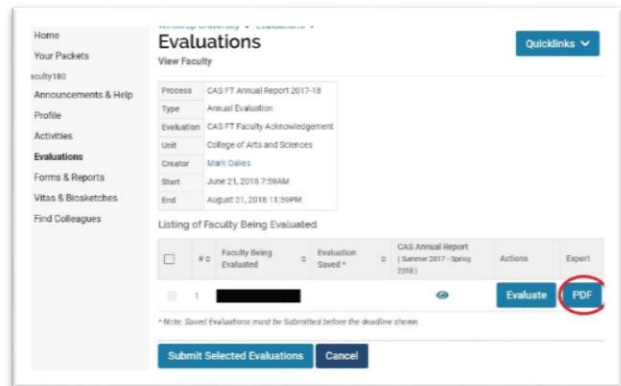 Home
Your Packets
aculty180
Announcements & Help
Profile
Activities
Evaluations
Forms & Reports
Vitas & Biosketches
Find Colleagues
Evaluations
Quicklinks
View Faculty
Process CAS FT Annual Report 2017-18
Type Annual Evaluation
Evaluation CAS FT Faculty Acknowledgement
Unit College of Arts and Sciences
Creator Mark Oakes
Start June 21, 2018 7:59AM
End August 31, 2018 11:59PM
Listing of Faculty Being Evaluated
# Faculty Being Evaluated Evaluation Saved * CAS Annual Report (Summer 2017 - Spring 2018) Actions Export
1 Evaluate PDF
* Note: Saved Evaluations must be Submitted before the deadline shown.
Submit Selected Evaluations Cancel